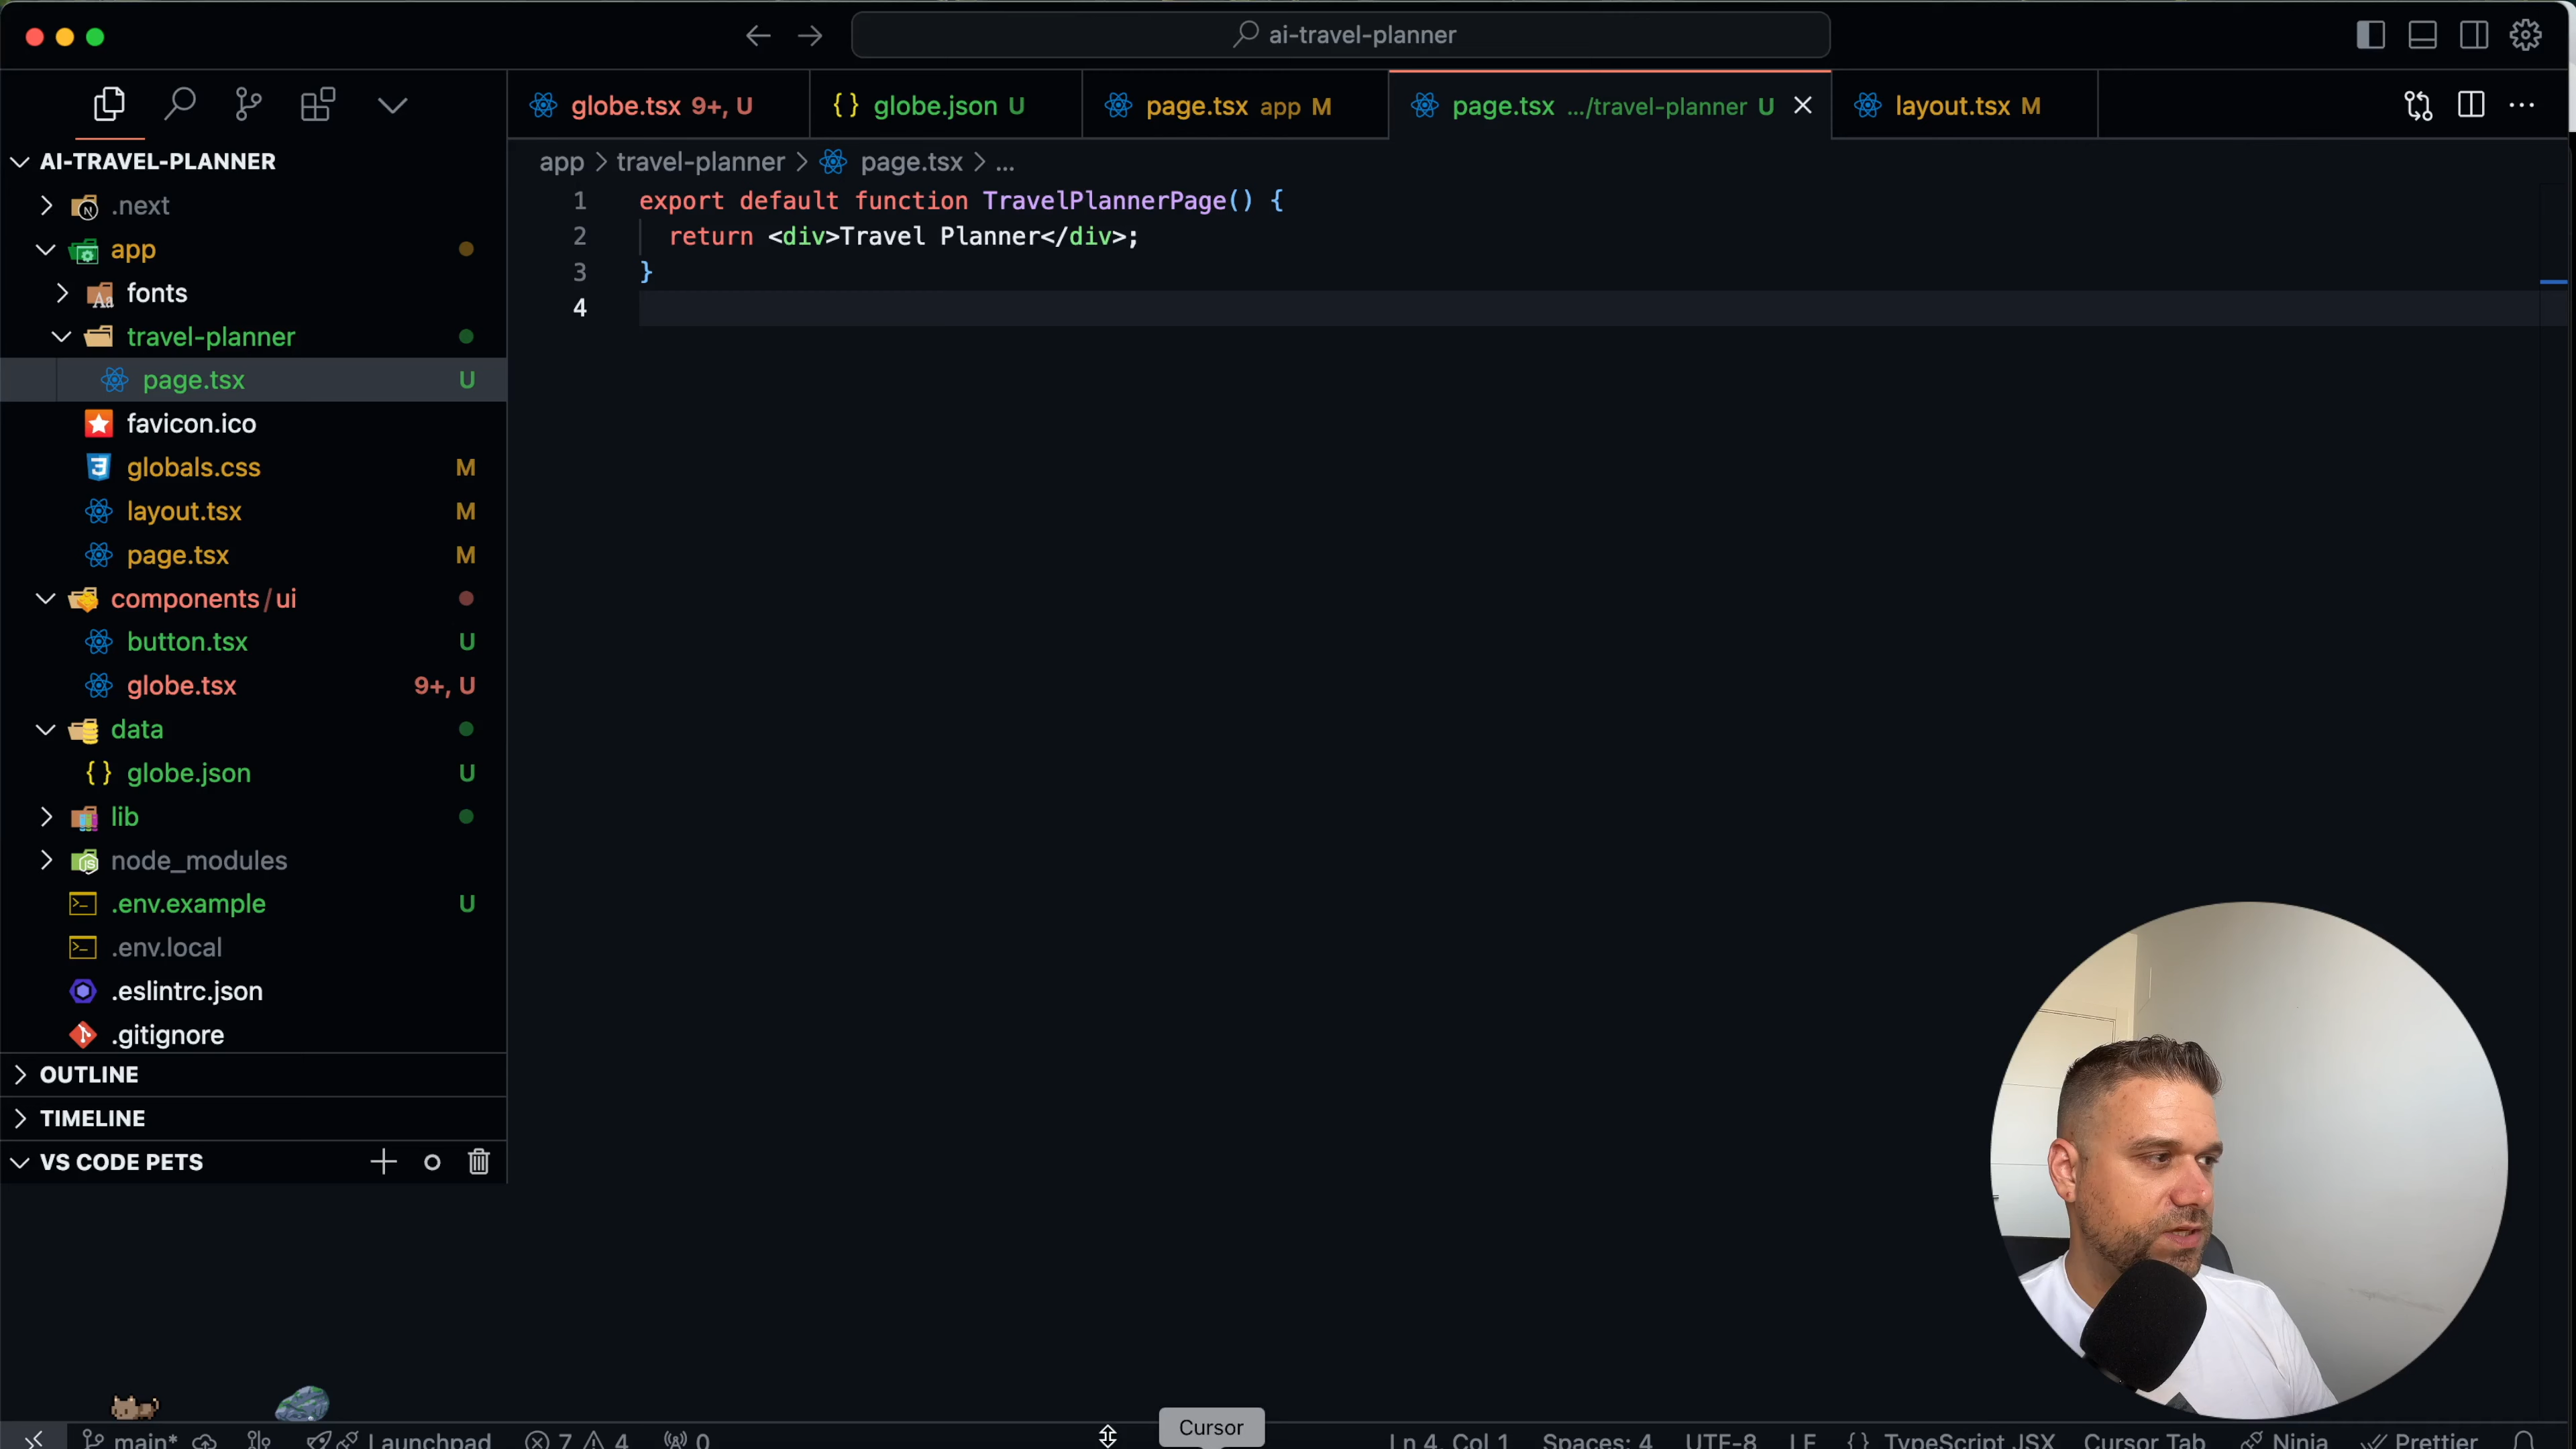 ai-travel-planner
globe.tsx 9+, U
{ } globe.json U
page.tsx app M
page.tsx .../travel-planner U
layout.tsx M
AI-TRAVEL-PLANNER
.next
app
fonts
travel-planner
page.tsx U
favicon.ico
globals.css M
layout.tsx M
page.tsx M
components/ui
button.tsx U
globe.tsx 9+, U
data
{ } globe.json U
lib
node_modules
.env.example U
.env.local
.eslintrc.json
.gitignore
OUTLINE
TIMELINE
VS CODE PETS
app > travel-planner > page.tsx > ...
1 export default function TravelPlannerPage() {
2 return <div>Travel Planner</div>;
3 }
4
Cursor
main* Launchpad 7 4 0 Ln 4, Col 1 Spaces: 4 UTF-8 LF { } TypeScript JSX Cursor Tab Ninja Prettier